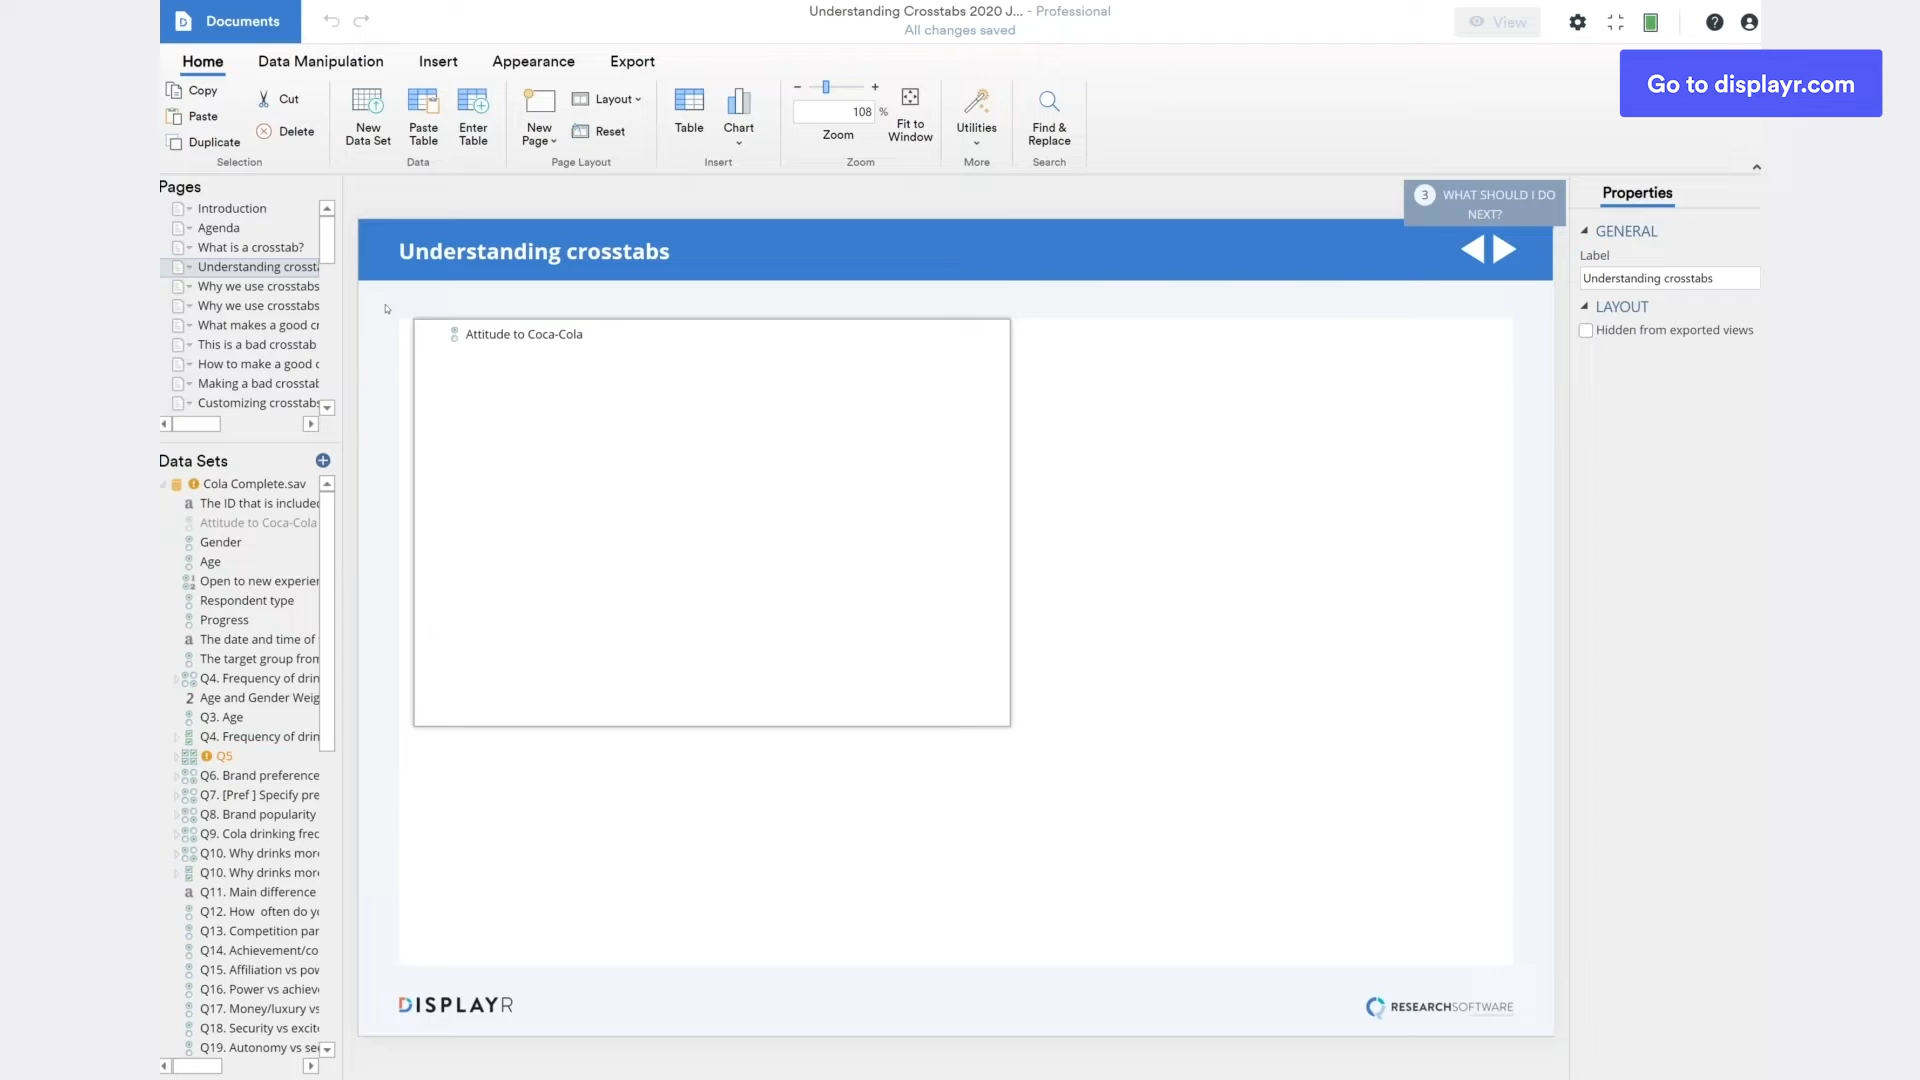 Documents
Understanding Crosstabs 2020 J... - Professional
All changes saved
View
Go to displayr.com
Home
Data Manipulation
Insert
Appearance
Export
Copy
Paste
Duplicate
Cut
Delete
Selection
New
Data Set
Paste
Table
Enter
Table
Data
New
Page
Layout
Reset
Page Layout
Table
Chart
Insert
108 %
Zoom
Fit to
Window
Zoom
Utilities
More
Find &
Replace
Search
Pages
Introduction
Agenda
What is a crosstab?
Understanding crosst
Why we use crosstabs
Why we use crosstabs
What makes a good cr
This is a bad crosstab
How to make a good c
Making a bad crosstab
Customizing crosstabs
Data Sets
Cola Complete.sav
a The ID that is included
Attitude to Coca-Cola
Gender
Age
Open to new experien
Respondent type
Progress
a The date and time of
The target group from
Q4. Frequency of drin
2 Age and Gender Weig
Q3. Age
Q4. Frequency of drin
Q5
Q6. Brand preference
Q7. [Pref ] Specify pre
Q8. Brand popularity
Q9. Cola drinking freq
Q10. Why drinks more
Q10. Why drinks more
a Q11. Main difference
Q12. How often do yo
Q13. Competition par
Q14. Achievement/co
Q15. Affiliation vs pow
Q16. Power vs achiev
Q17. Money/luxury vs
Q18. Security vs excit
Q19. Autonomy vs sec
3 WHAT SHOULD I DO
NEXT?
Understanding crosstabs
Attitude to Coca-Cola
DISPLAYR
RESEARCHSOFTWARE
Properties
GENERAL
Label
Understanding crosstabs
LAYOUT
Hidden from exported views